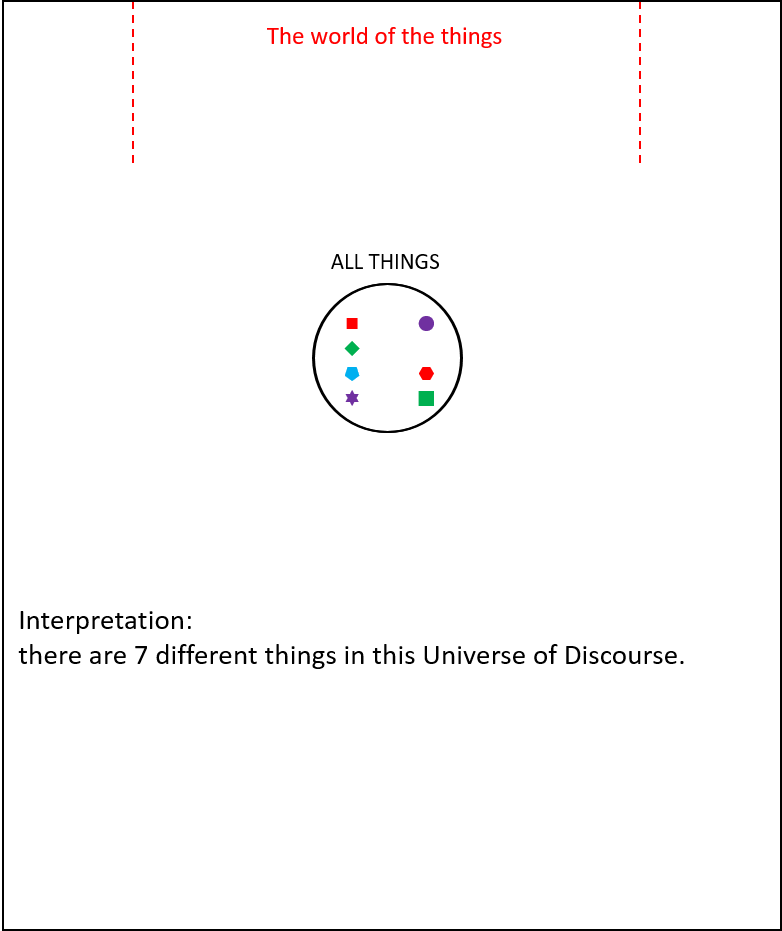 The world of the things
ALL THINGS
Interpretation:
there are 7 different things in this Universe of Discourse.